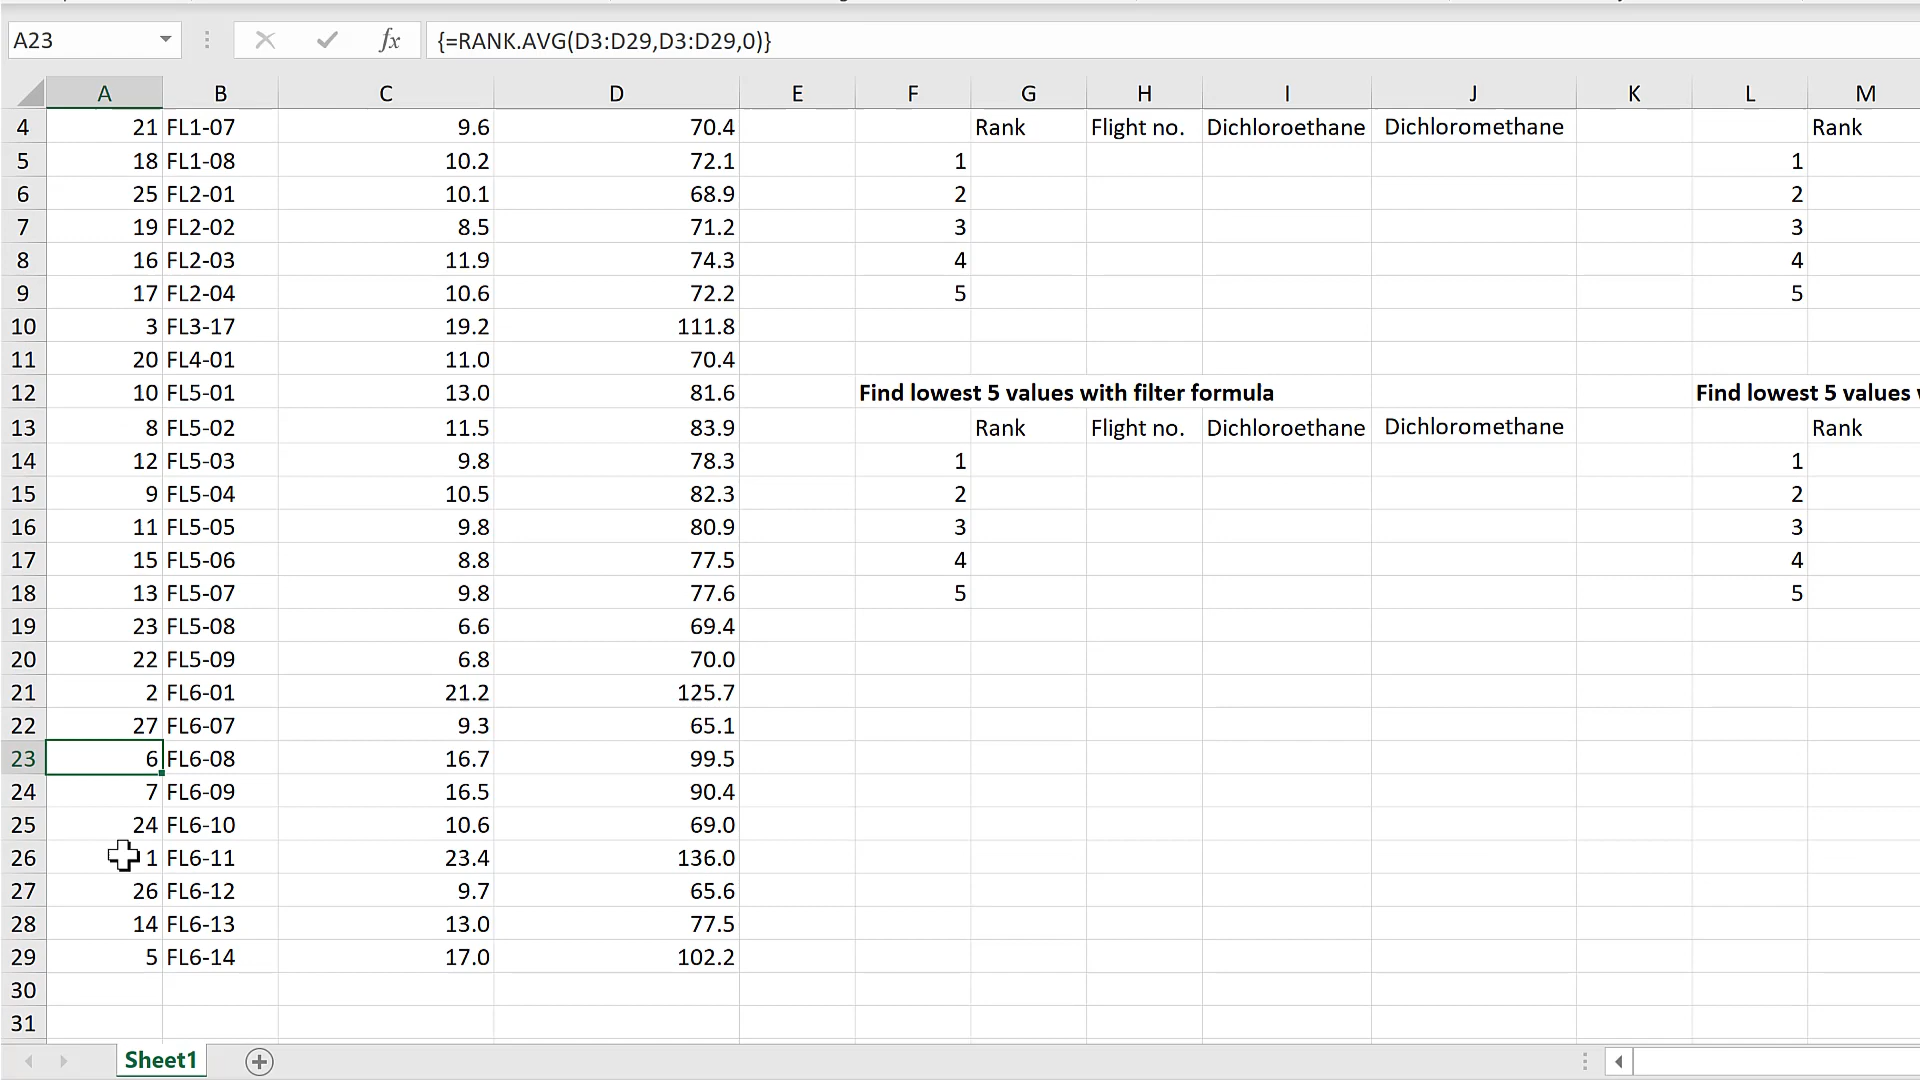 A23 fx {=RANK.AVG(D3:D29,D3:D29,0)}
A B C D E F G H I J K L M
4 21 FL1-07 9.6 70.4 Rank Flight no. Dichloroethane Dichloromethane Rank
5 18 FL1-08 10.2 72.1 1 1
6 25 FL2-01 10.1 68.9 2 2
7 19 FL2-02 8.5 71.2 3 3
8 16 FL2-03 11.9 74.3 4 4
9 17 FL2-04 10.6 72.2 5 5
10 3 FL3-17 19.2 111.8
11 20 FL4-01 11.0 70.4
12 10 FL5-01 13.0 81.6 Find lowest 5 values with filter formula Find lowest 5 values
13 8 FL5-02 11.5 83.9 Rank Flight no. Dichloroethane Dichloromethane Rank
14 12 FL5-03 9.8 78.3 1 1
15 9 FL5-04 10.5 82.3 2 2
16 11 FL5-05 9.8 80.9 3 3
17 15 FL5-06 8.8 77.5 4 4
18 13 FL5-07 9.8 77.6 5 5
19 23 FL5-08 6.6 69.4
20 22 FL5-09 6.8 70.0
21 2 FL6-01 21.2 125.7
22 27 FL6-07 9.3 65.1
23 6 FL6-08 16.7 99.5
24 7 FL6-09 16.5 90.4
25 24 FL6-10 10.6 69.0
26 1 FL6-11 23.4 136.0
27 26 FL6-12 9.7 65.6
28 14 FL6-13 13.0 77.5
29 5 FL6-14 17.0 102.2
30
31
Sheet1